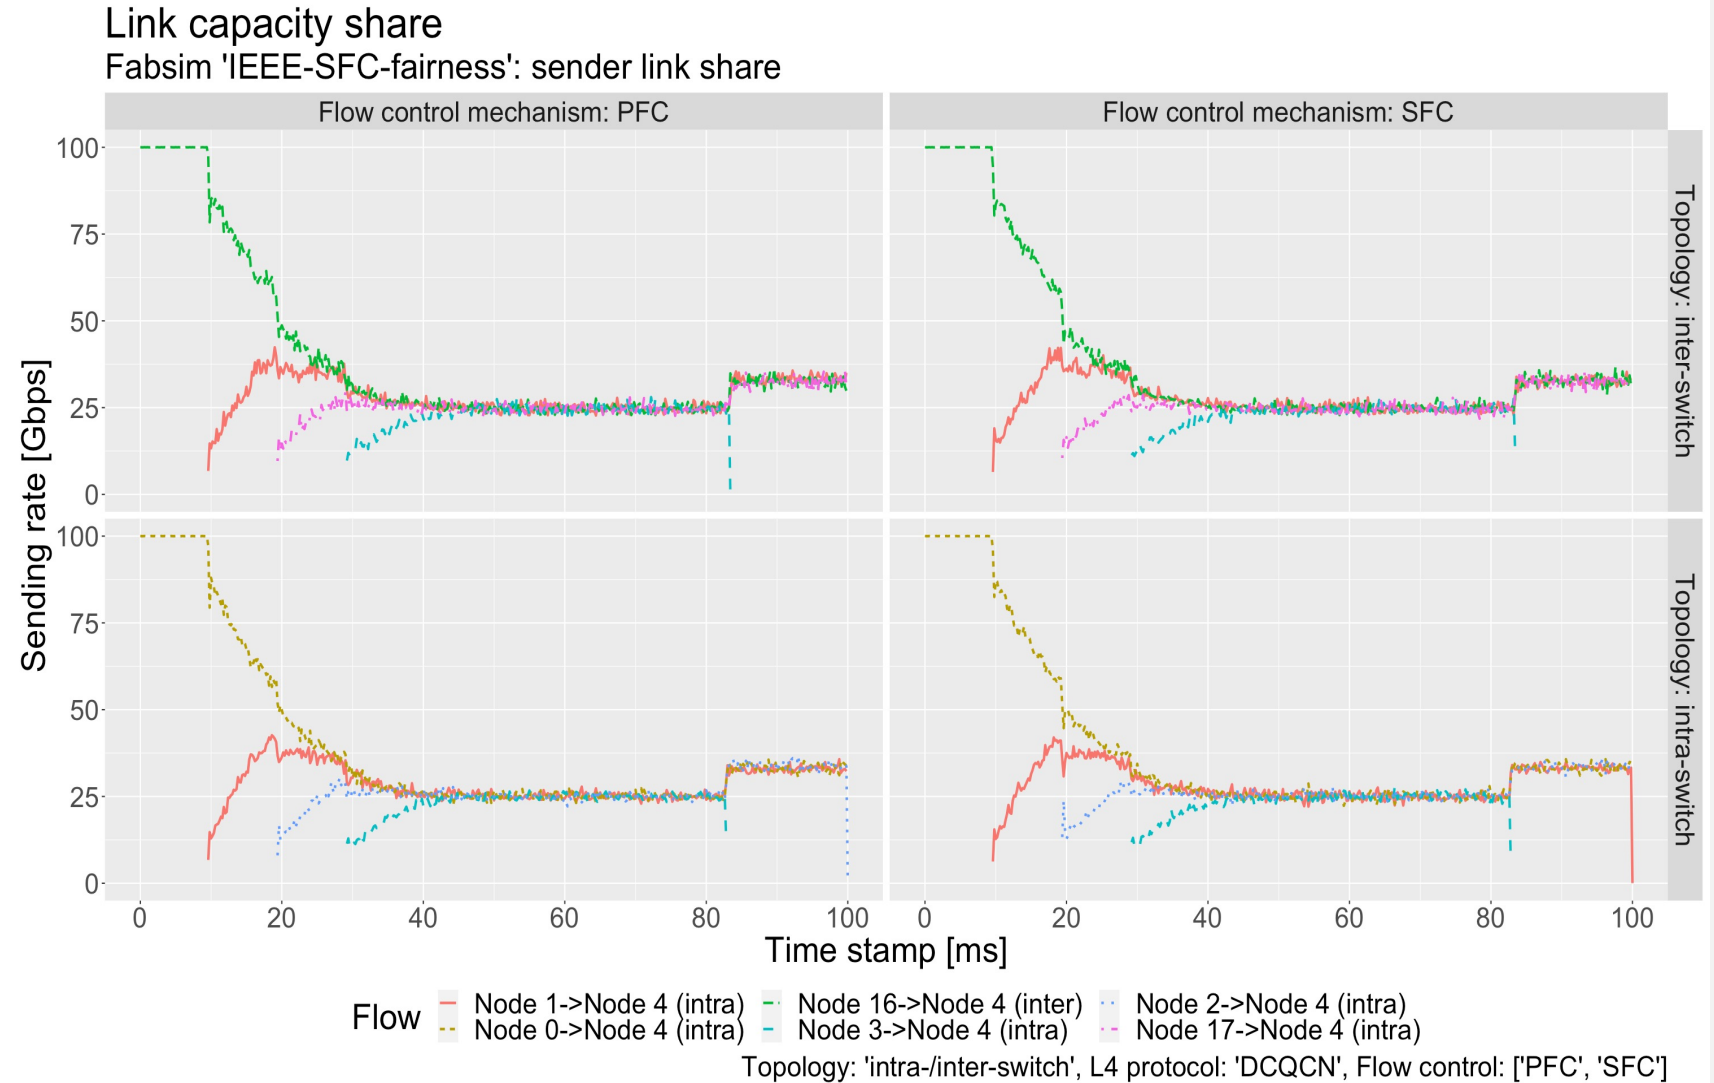 Link capacity share
Fabsim 'IEEE-SFC-fairness': sender link share
Flow control mechanism: PFC
Flow control mechanism: SFC
Sending rate [Gbps]
100
75
50
25
0
Topology: inter-switch
100
75
50
25
0
Topology: intra-switch
0 20 40 60 80 100
0 20 40 60 80 100
Time stamp [ms]
Flow
Node 1->Node 4 (intra)
Node 16->Node 4 (inter)
Node 2->Node 4 (intra)
Node 0->Node 4 (intra)
Node 3->Node 4 (intra)
Node 17->Node 4 (intra)
Topology: 'intra-/inter-switch', L4 protocol: 'DCQCN', Flow control: ['PFC', 'SFC']